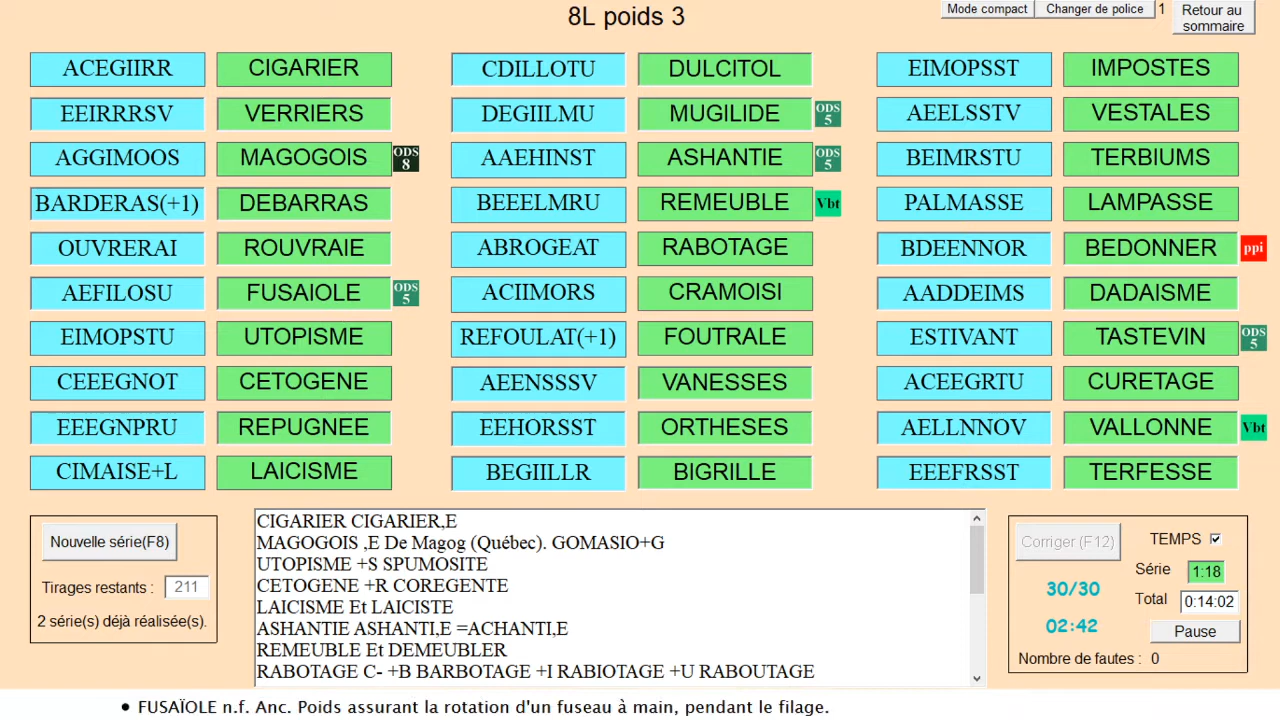 8L poids 3
Mode compact
Changer de police
1
Retour au
sommaire
ACEGIIRR CIGARIER
EEIRRRSV VERRIERS
AGGIMOOS MAGOGOIS ODS 8
BARDERAS(+1) DEBARRAS
OUVRERAI ROUVRAIE
AEFILOSU FUSAIOLE ODS 5
EIMOPSTU UTOPISME
CEEEGNOT CETOGENE
EEEGNPRU REPUGNEE
CIMAISE+L LAICISME
CDILLOTU DULCITOL
DEGIILMU MUGILIDE ODS 5
AAEHINST ASHANTIE ODS 5
BEEELMRU REMEUBLE Vbt
ABROGEAT RABOTAGE
ACIIMORS CRAMOISI
REFOULAT(+1) FOUTRALE
AEENSSSV VANESSES
EEHORSST ORTHESES
BEGIILLR BIGRILLE
EIMOPSST IMPOSTES
AEELSSTV VESTALES
BEIMRSTU TERBIUMS
PALMASSE LAMPASSE
BDEENNOR BEDONNER ppi
AADDEIMS DADAISME
ESTIVANT TASTEVIN ODS 5
ACEEGRTU CURETAGE
AELLNNOV VALLONNE Vbt
EEEFRSST TERFESSE
Nouvelle série(F8)
Tirages restants : 211
2 série(s) déjà réalisée(s).
CIGARIER CIGARIER,E
MAGOGOIS ,E De Magog (Québec). GOMASIO+G
UTOPISME +S SPUMOSITE
CETOGENE +R COREGENTE
LAICISME Et LAICISTE
ASHANTIE ASHANTI,E =ACHANTI,E
REMEUBLE Et DEMEUBLER
RABOTAGE C- +B BARBOTAGE +I RABIOTAGE +U RABOUTAGE
Corriger (F12)
TEMPS
Série 1:18
30/30
Total 0:14:02
02:42
Pause
Nombre de fautes : 0
• FUSAÏOLE n.f. Anc. Poids assurant la rotation d'un fuseau à main, pendant le filage.